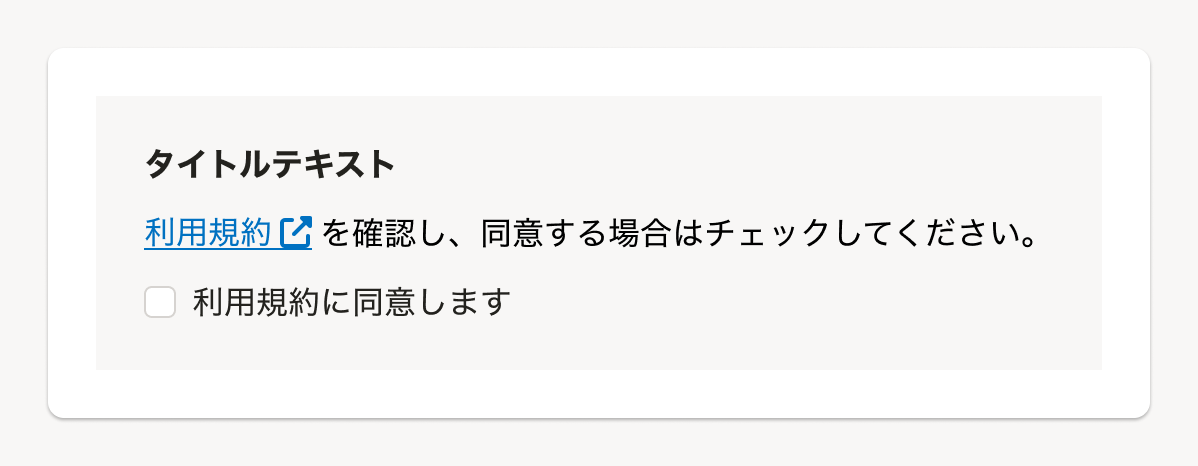 タイトルテキスト
利用規約 を確認し、同意する場合はチェックしてください。
利用規約に同意します